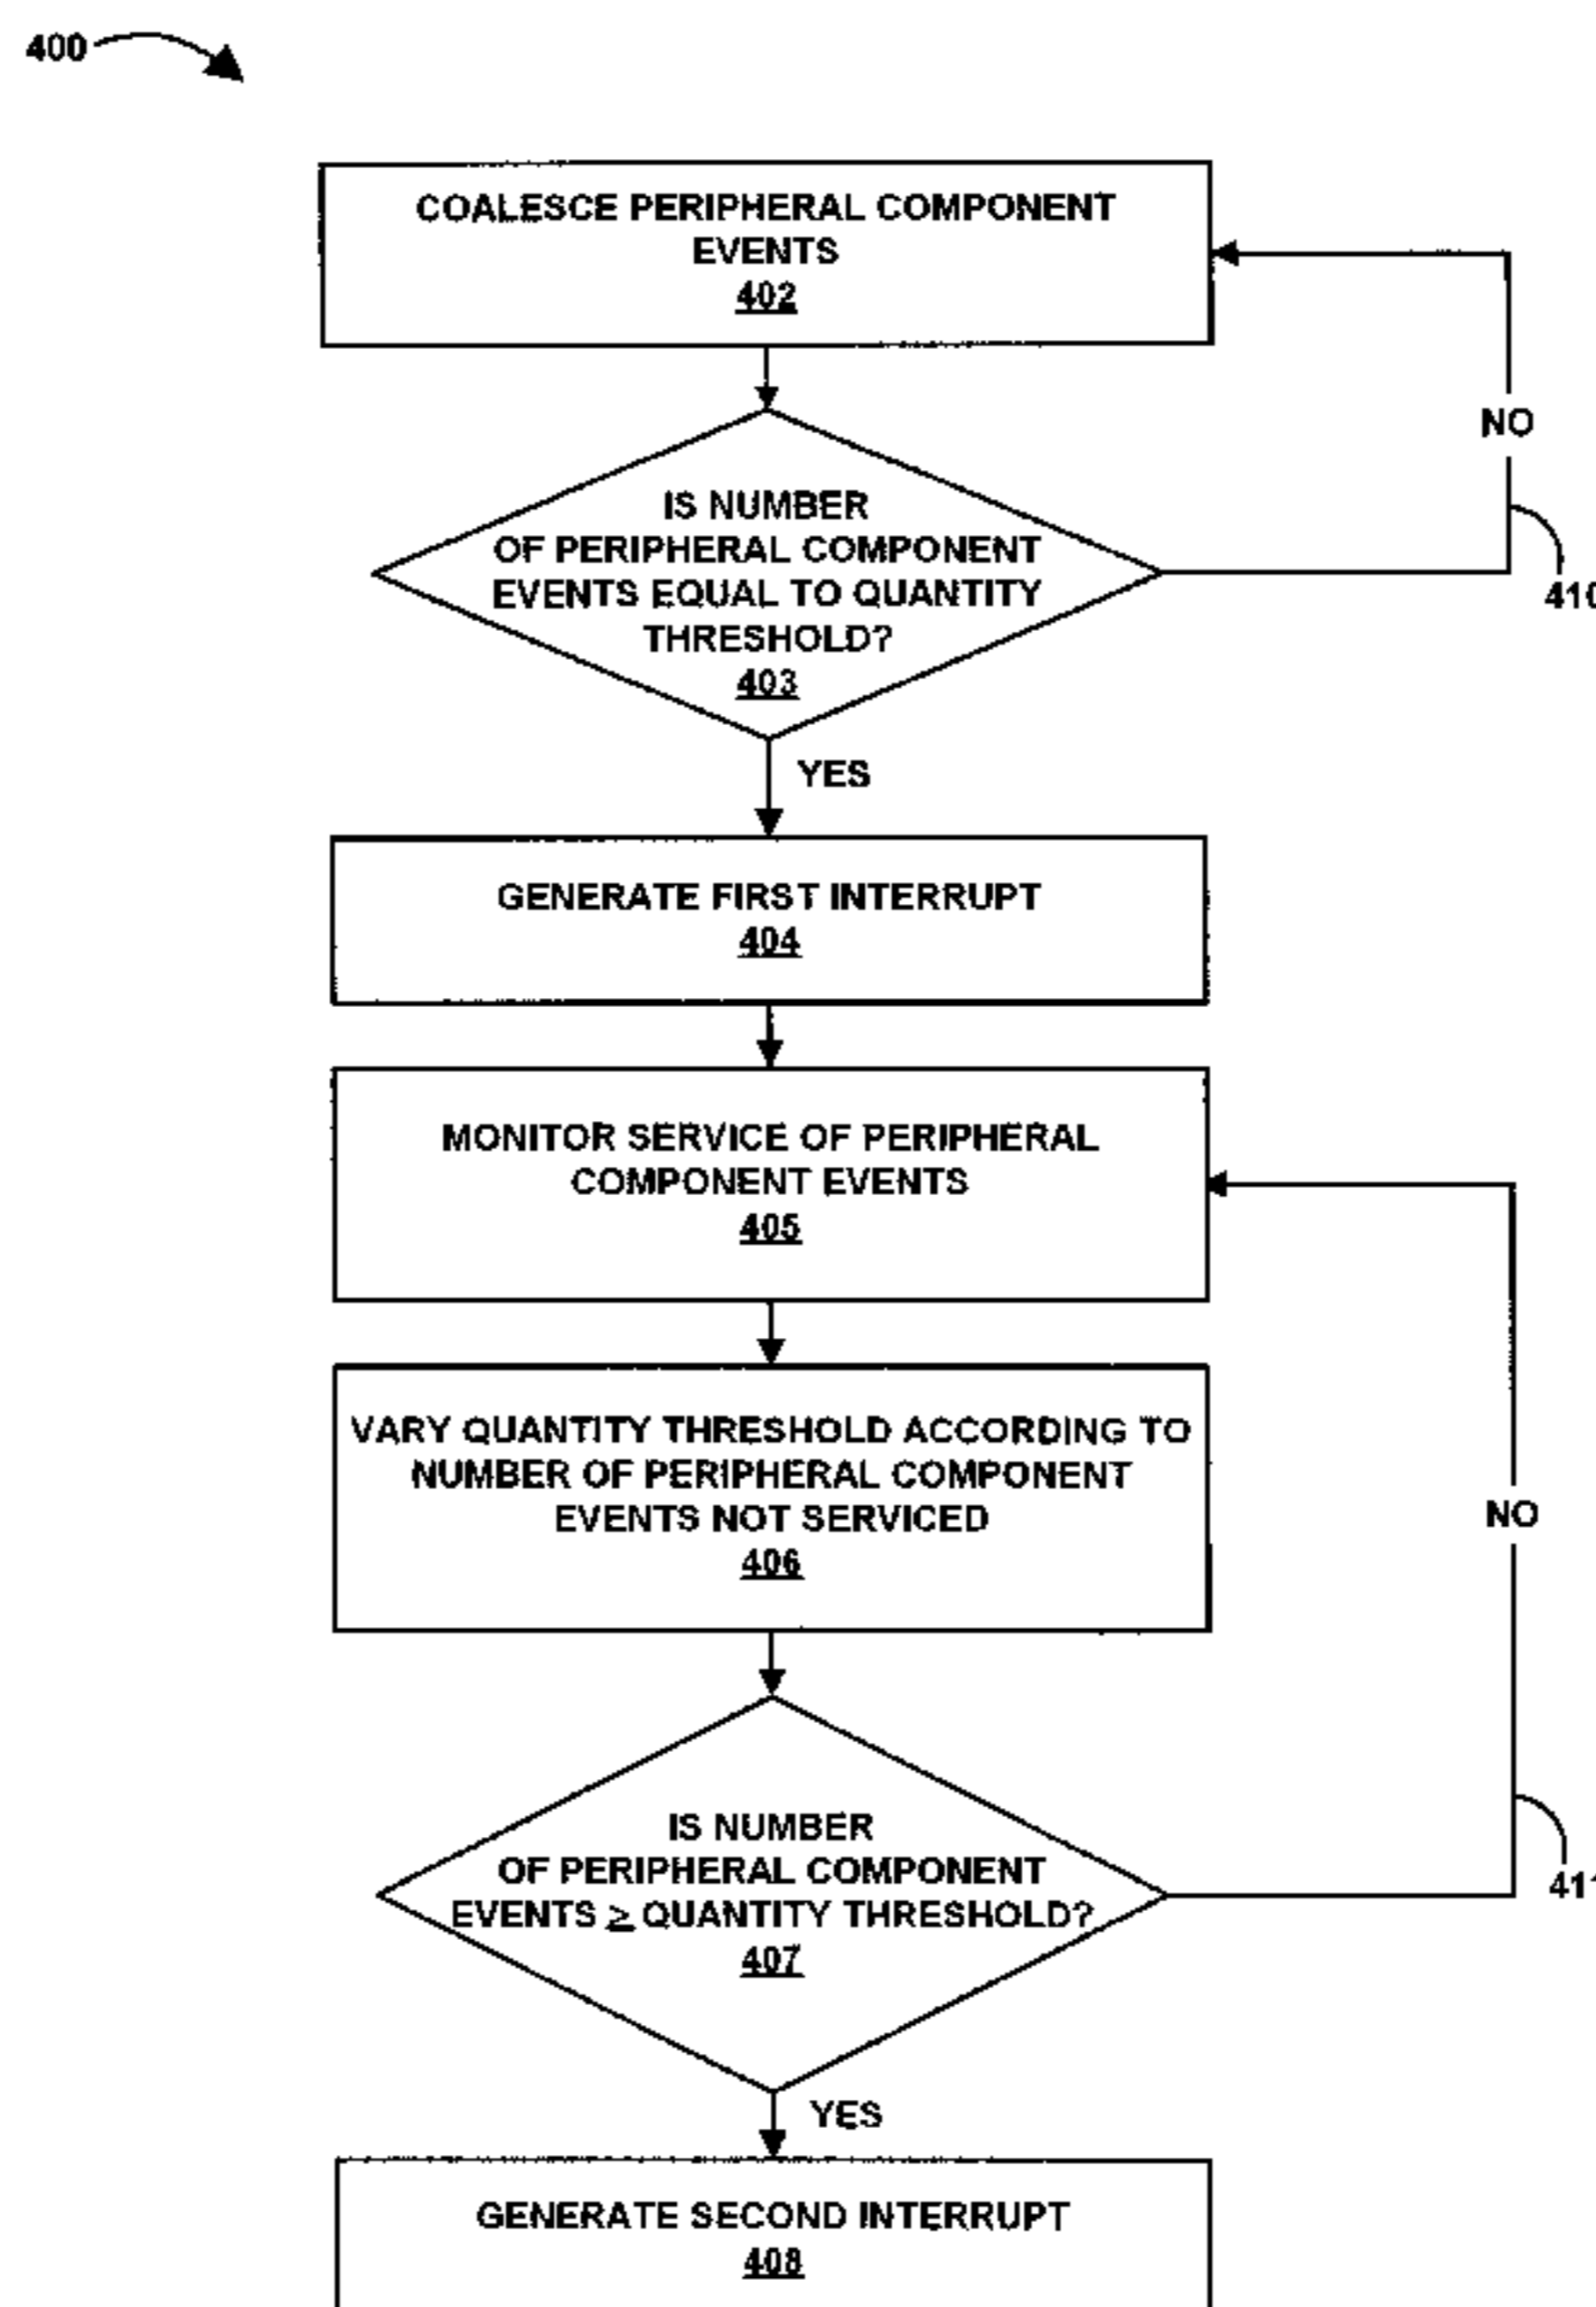 400
COALESCE PERIPHERAL COMPONENT
EVENTS
402
NO
IS NUMBER
OF PERIPHERAL COMPONENT
EVENTS EQUAL TO QUANTITY
THRESHOLD?
403
410
YES
GENERATE FIRST INTERRUPT
404
MONITOR SERVICE OF PERIPHERAL
COMPONENT EVENTS
405
VARY QUANTITY THRESHOLD ACCORDING TO
NUMBER OF PERIPHERAL COMPONENT
EVENTS NOT SERVICED
406
NO
IS NUMBER
OF PERIPHERAL COMPONENT
EVENTS ≥ QUANTITY THRESHOLD?
407
411
YES
GENERATE SECOND INTERRUPT
408